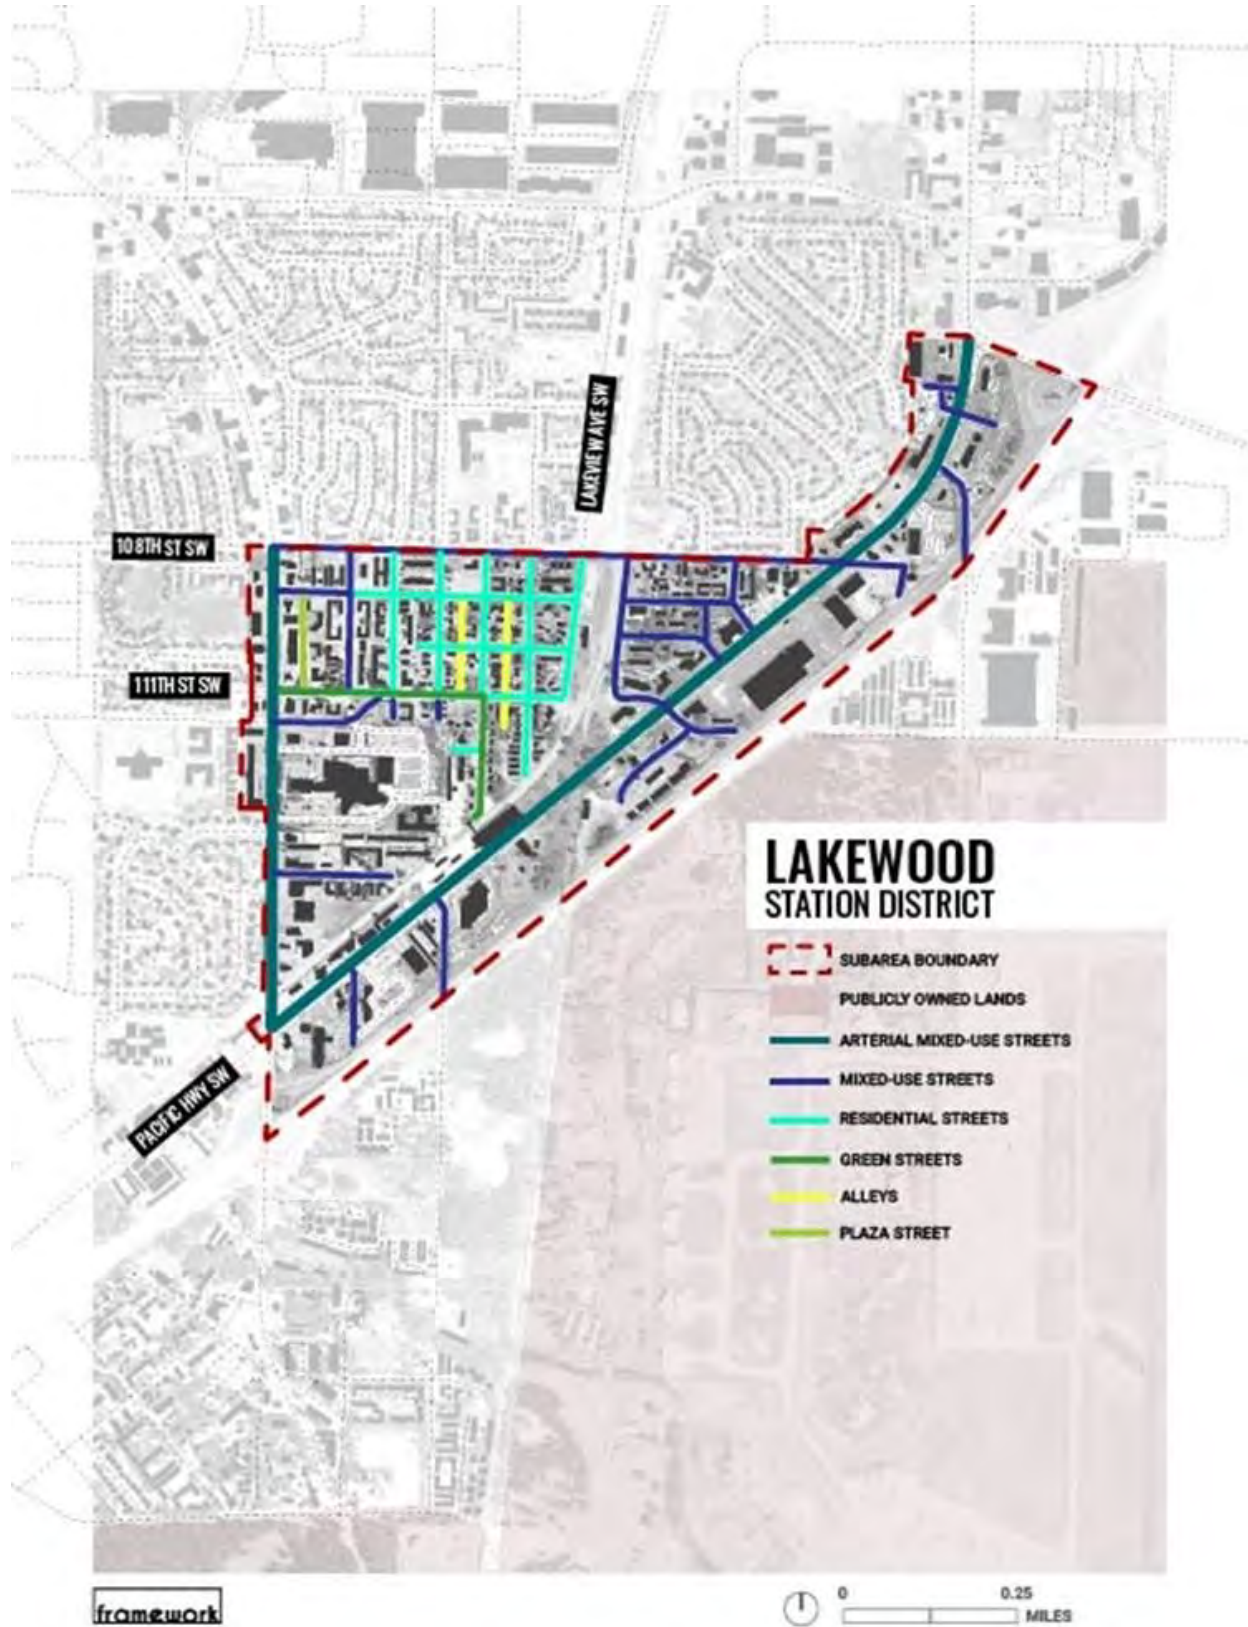 LAKEVIEW AVE SW
108TH ST SW
111TH ST SW
PACIFIC HWY SW
LAKEWOOD
STATION DISTRICT
SUBAREA BOUNDARY
PUBLICLY OWNED LANDS
ARTERIAL MIXED-USE STREETS
MIXED-USE STREETS
RESIDENTIAL STREETS
GREEN STREETS
ALLEYS
PLAZA STREET
framework
0 0.25
MILES